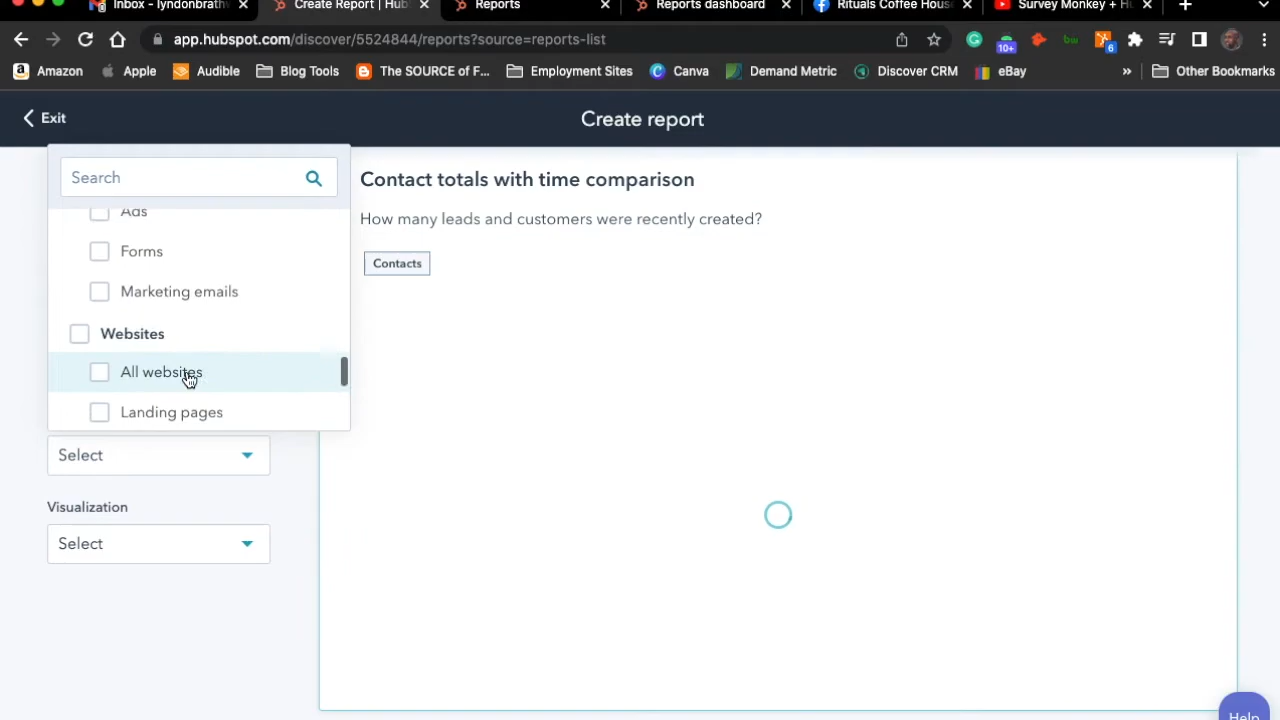 Inbox - lyndonbrath
Create Report | Hub
Reports
Reports dashboard
Rituals Coffee Hous
Survey Monkey + H
app.hubspot.com/discover/5524844/reports?source=reports-list
10+
6
Amazon
Apple
Audible
Blog Tools
The SOURCE of F...
Employment Sites
Canva
Demand Metric
Discover CRM
eBay
Other Bookmarks
Exit
Create report
Search
Ads
Forms
Marketing emails
Websites
All websites
Landing pages
Select
Visualization
Select
Contact totals with time comparison
How many leads and customers were recently created?
Contacts
Help